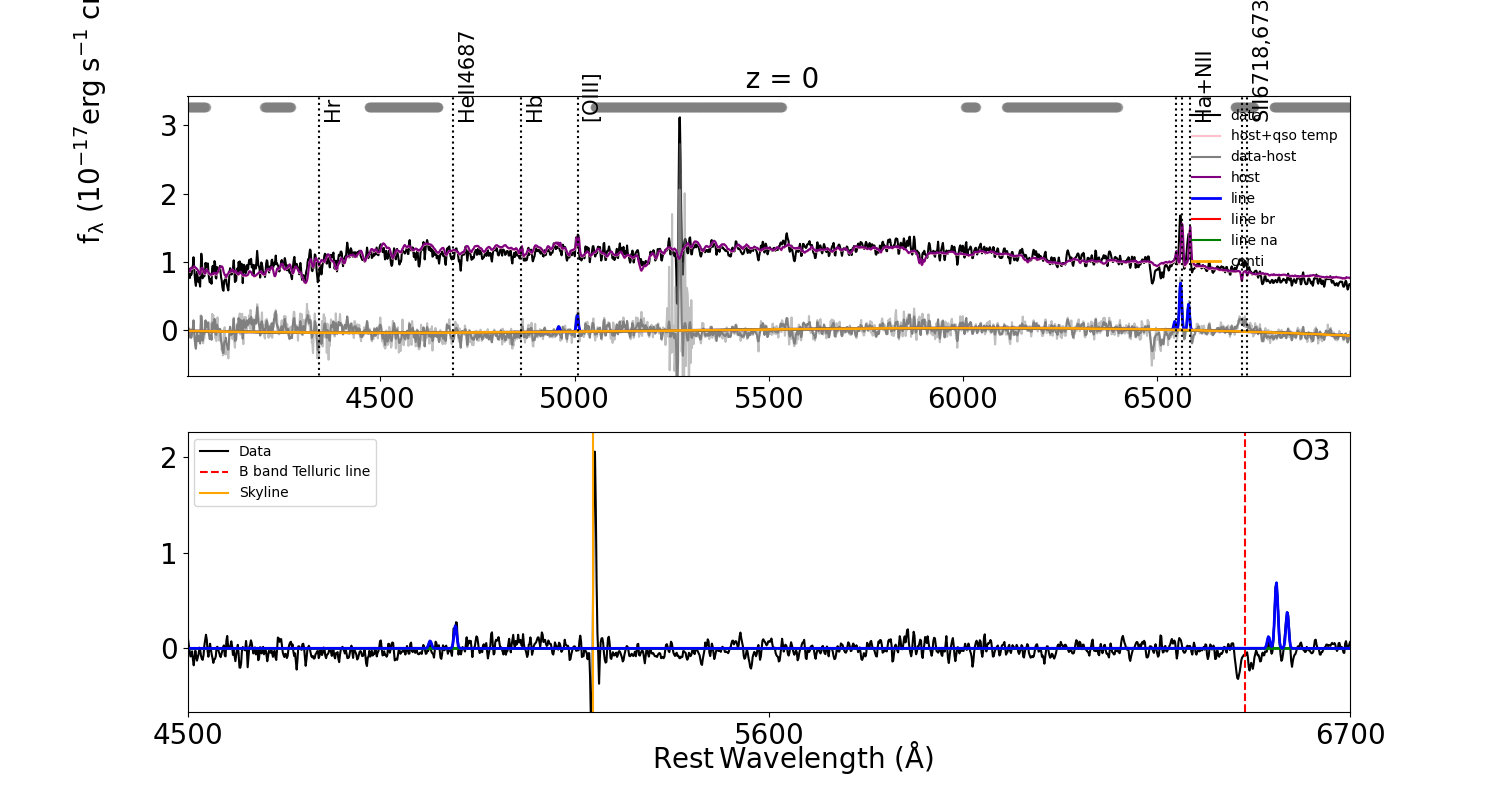 z = 0
fλ (10−17erg s−1 c
Hr
HeII4687
Hb
[OIII]
Ha+NII
SII6718,673
3
2
1
0
data
host+qso temp
data-host
host
line
line br
line na
conti
4500
5000
5500
6000
6500
O3
2
1
0
Data
B band Telluric line
Skyline
4500
5600
6700
Rest Wavelength (Å)